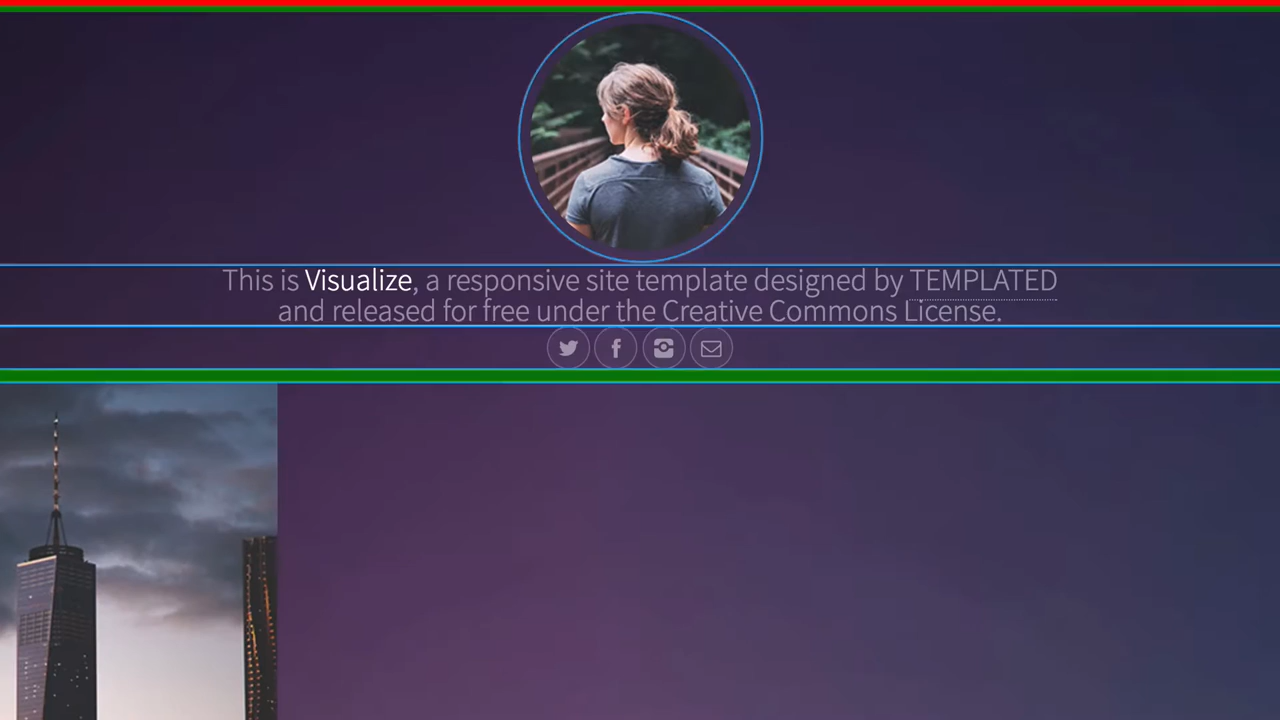 This is Visualize, a responsive site template designed by TEMPLATED
and released for free under the Creative Commons License.